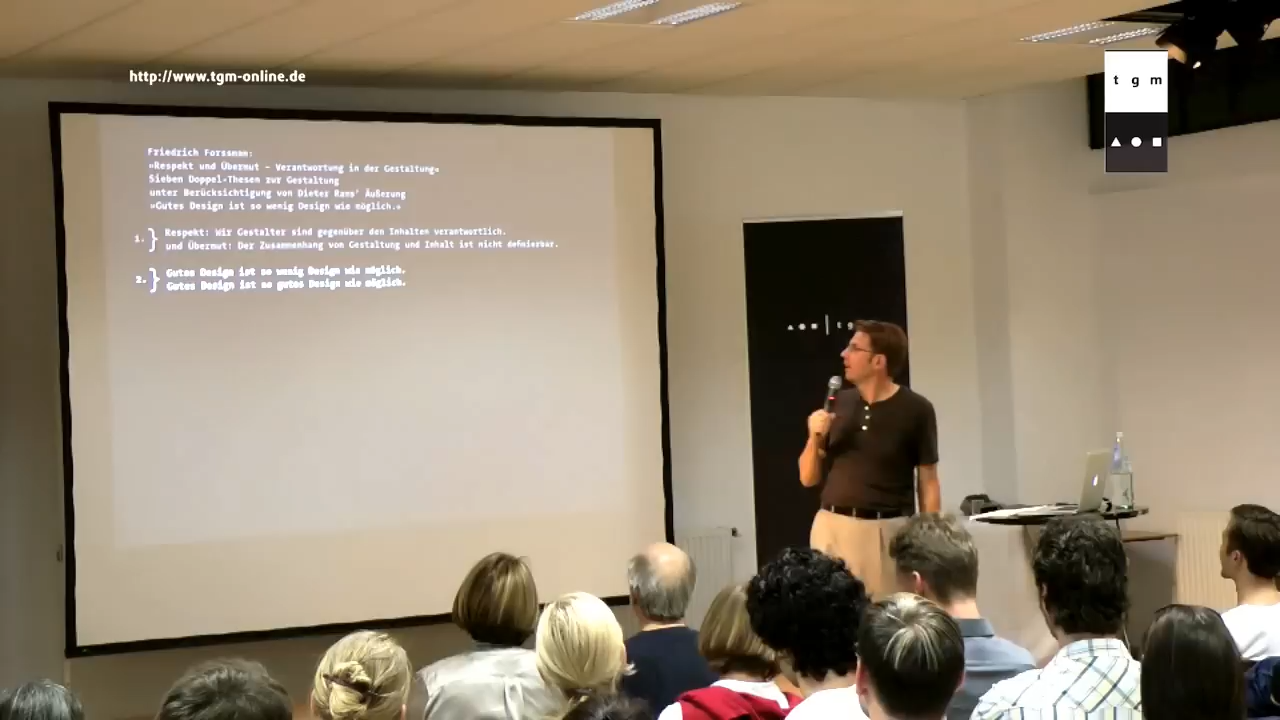 http://www.tgm-online.de
t g m
Friedrich Forssman:
»Respekt und Übermut – Verantwortung in der Gestaltung«
Sieben Doppel-Thesen zur Gestaltung
unter Berücksichtigung von Dieter Rams' Äußerung
»Gutes Design ist so wenig Design wie möglich.«
1. } Respekt: Wir Gestalter sind gegenüber den Inhalten verantwortlich.
und Übermut: Der Zusammenhang von Gestaltung und Inhalt ist nicht definierbar.
2. } Gutes Design ist so wenig Design wie möglich.
Gutes Design ist so gutes Design wie möglich.
t g